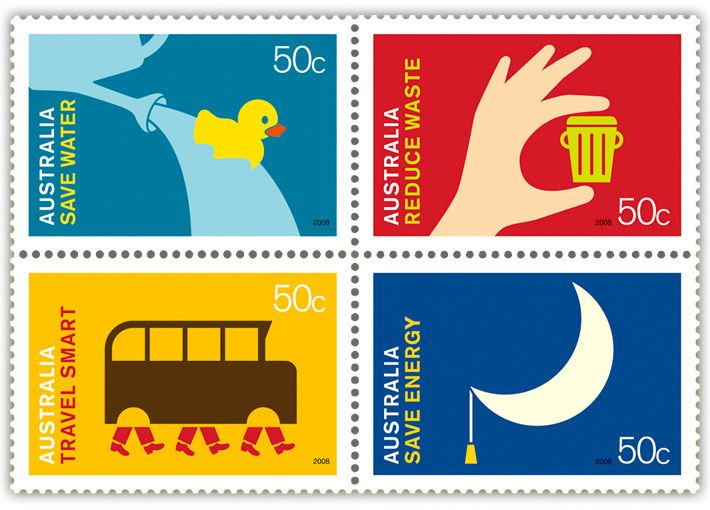 50c
AUSTRALIA
SAVE WATER
2008
AUSTRALIA
REDUCE WASTE
2008
50c
50c
AUSTRALIA
TRAVEL SMART
2008
AUSTRALIA
SAVE ENERGY
2008
50c